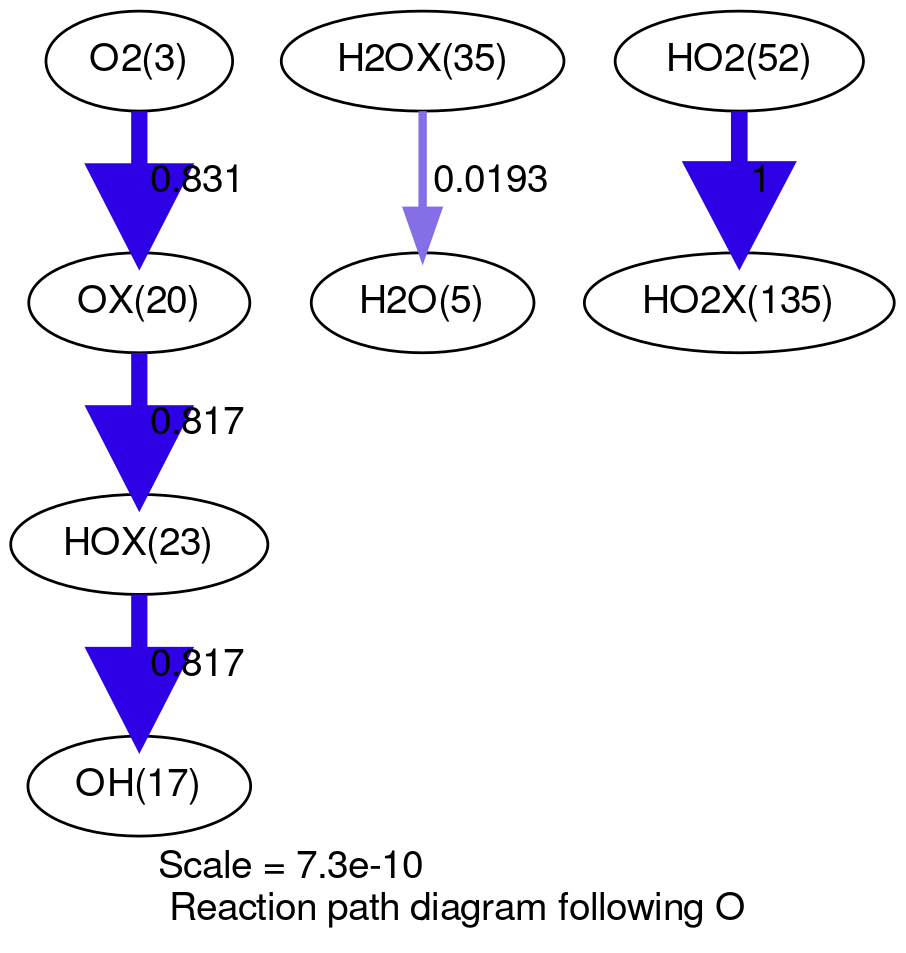 O2(3)
H2OX(35)
HO2(52)
0.831
0.0193
1
OX(20)
H2O(5)
HO2X(135)
0.817
HOX(23)
0.817
OH(17)
Scale = 7.3e-10
Reaction path diagram following O